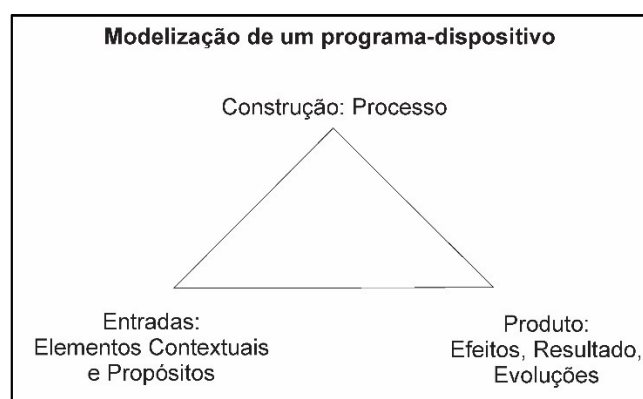 Modelização de um programa-dispositivo
Construção: Processo
Entradas:
Elementos Contextuais
e Propósitos
Produto:
Efeitos, Resultado,
Evoluções